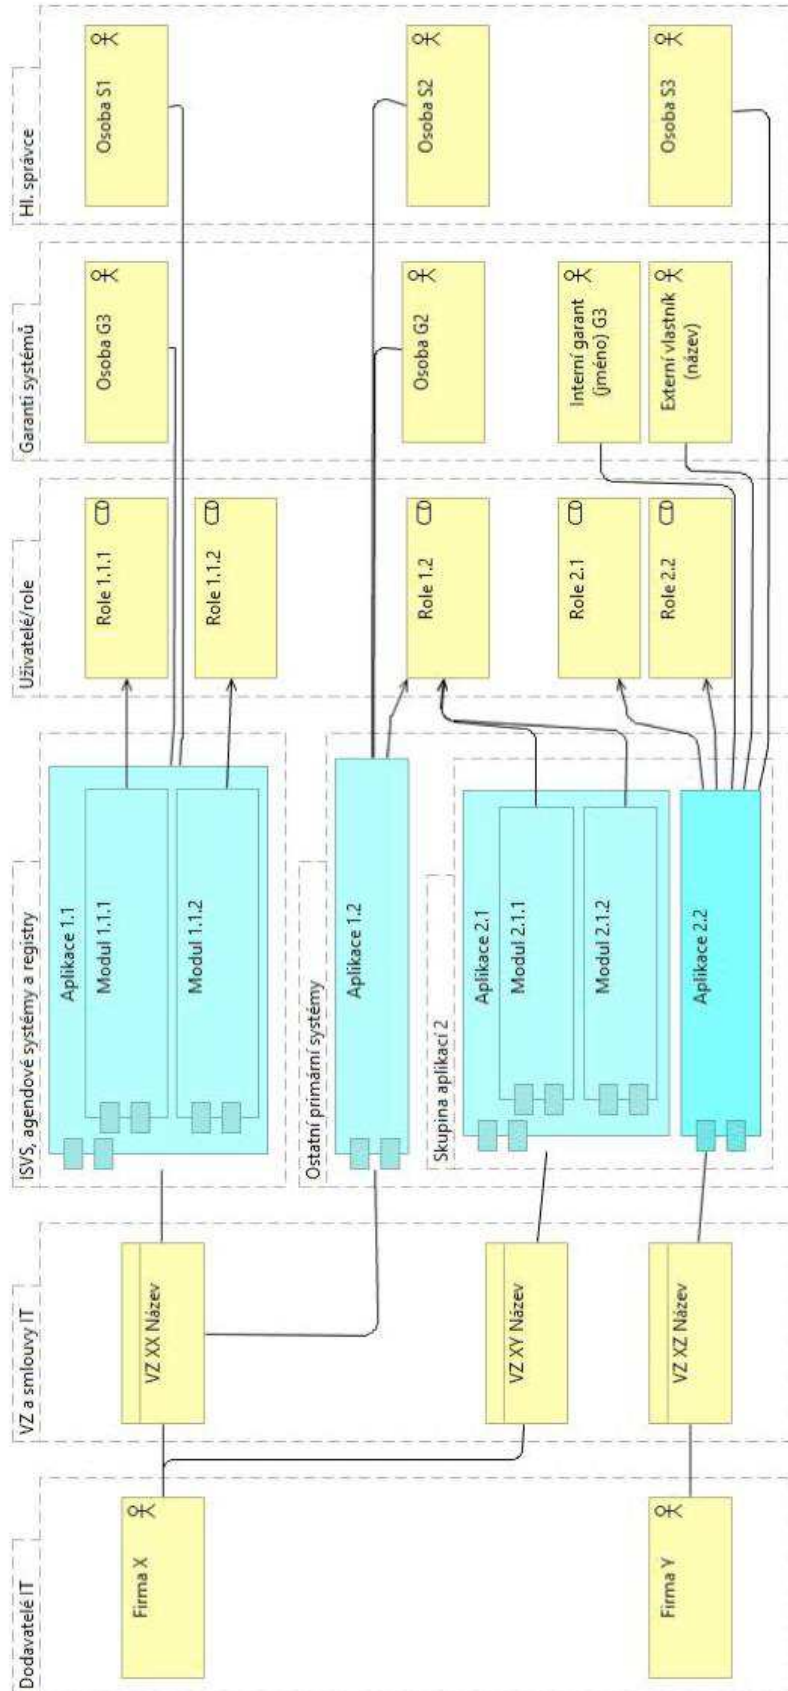 Dodavatelé IT
Firma X
Firma Y
VZ a smlouvy IT
VZ XX Název
VZ XY Název
VZ XZ Název
ISVS, agendové systémy a registry
Aplikace 1.1
Modul 1.1.1
Modul 1.1.2
Ostatní primární systémy
Aplikace 1.2
Skupina aplikací 2
Aplikace 2.1
Modul 2.1.1
Modul 2.1.2
Aplikace 2.2
Uživatelé/role
Role 1.1.1
Role 1.1.2
Role 1.2
Role 2.1
Role 2.2
Garanti systémů
Osoba G3
Osoba G2
Interní garant
(jméno) G3
Externí vlastník
(název)
Hl. správce
Osoba S1
Osoba S2
Osoba S3